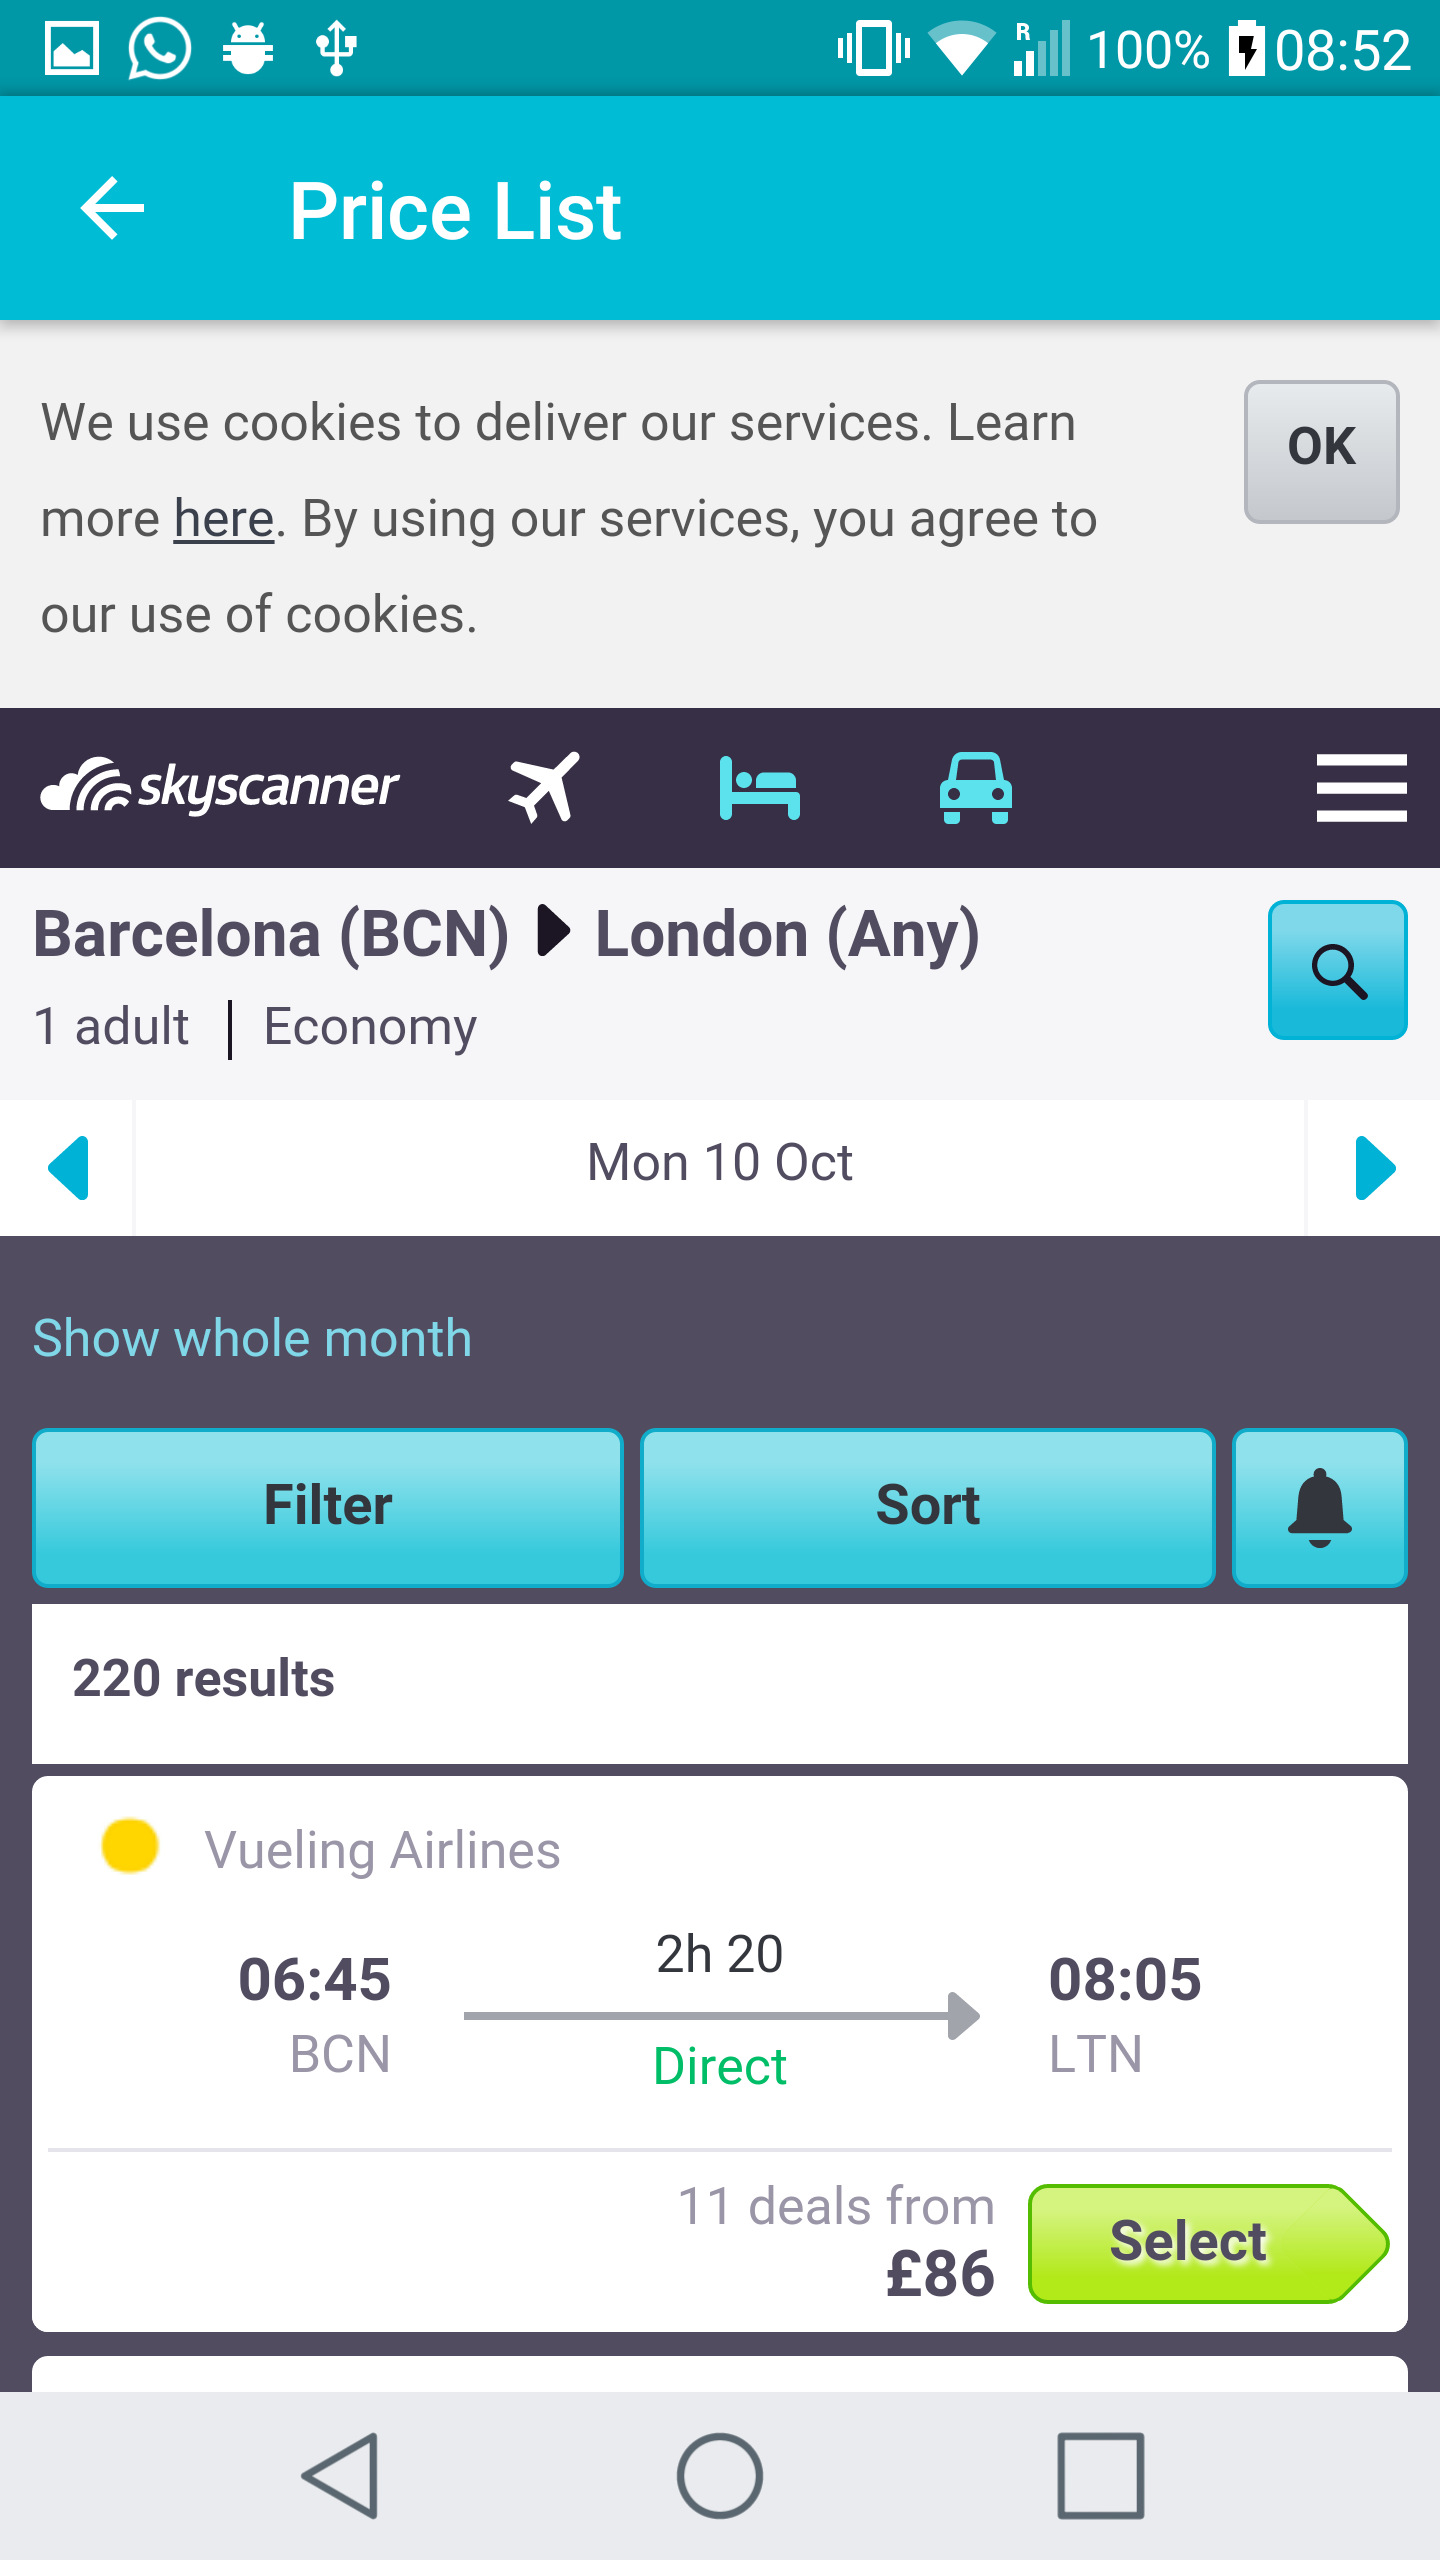 R 100% 08:52
Price List
We use cookies to deliver our services. Learn
more here. By using our services, you agree to
our use of cookies.
OK
skyscanner
Barcelona (BCN) London (Any)
1 adult Economy
Mon 10 Oct
Show whole month
Filter Sort
220 results
Vueling Airlines
06:45 2h 20 08:05
BCN Direct LTN
11 deals from
£86
Select